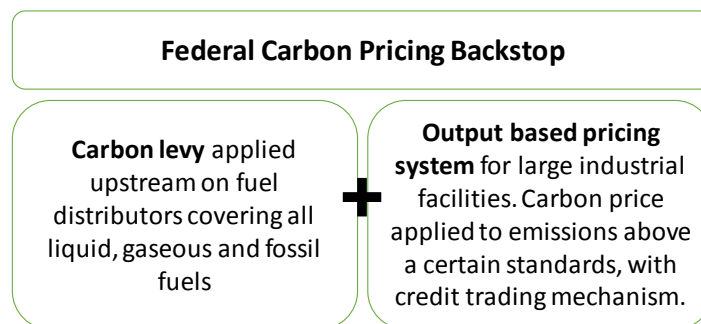 Federal Carbon Pricing Backstop
Carbon levy applied
upstream on fuel
distributors covering all
liquid, gaseous and fossil
fuels
+
Output based pricing
system for large industrial
facilities. Carbon price
applied to emissions above
a certain standards, with
credit trading mechanism.